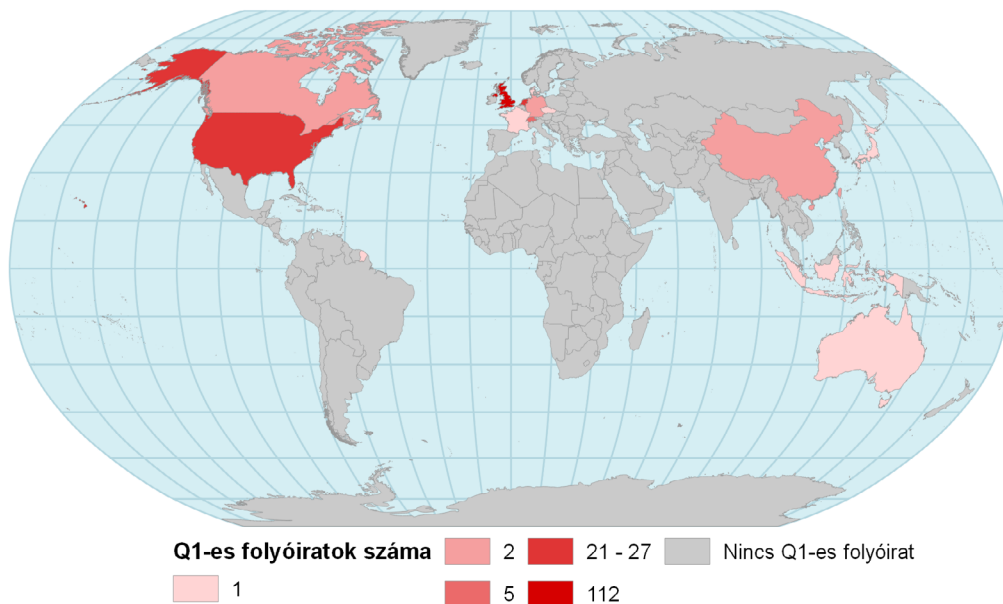 Q1-es folyóiratok száma
1
2
5
21 - 27
112
Nincs Q1-es folyóirat